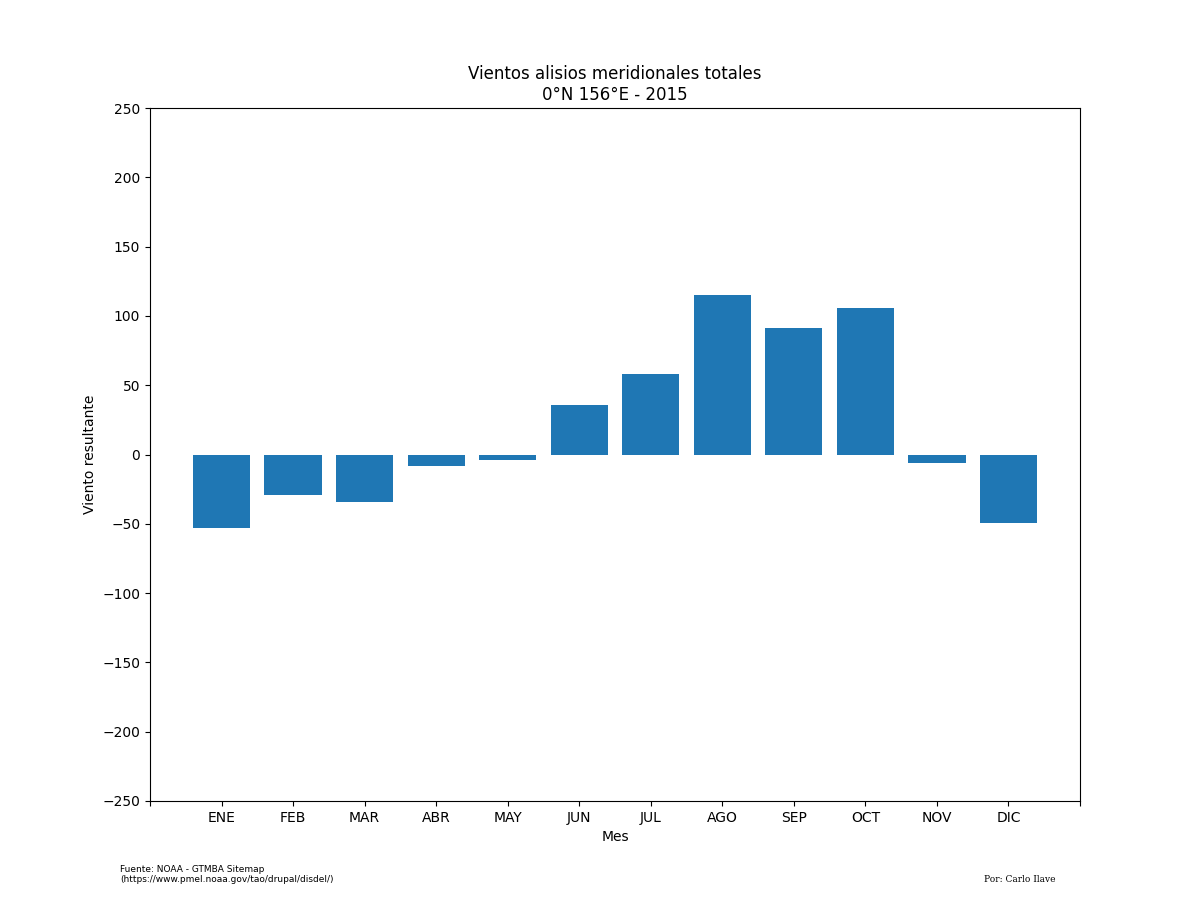 Vientos alisios meridionales totales
0°N 156°E - 2015
250
200
150
100
50
0
−50
−100
−150
−200
−250
Viento resultante
ENE FEB MAR ABR MAY JUN JUL AGO SEP OCT NOV DIC
Mes
Fuente: NOAA - GTMBA Sitemap
(https://www.pmel.noaa.gov/tao/drupal/disdel/)
Por: Carlo Ilave